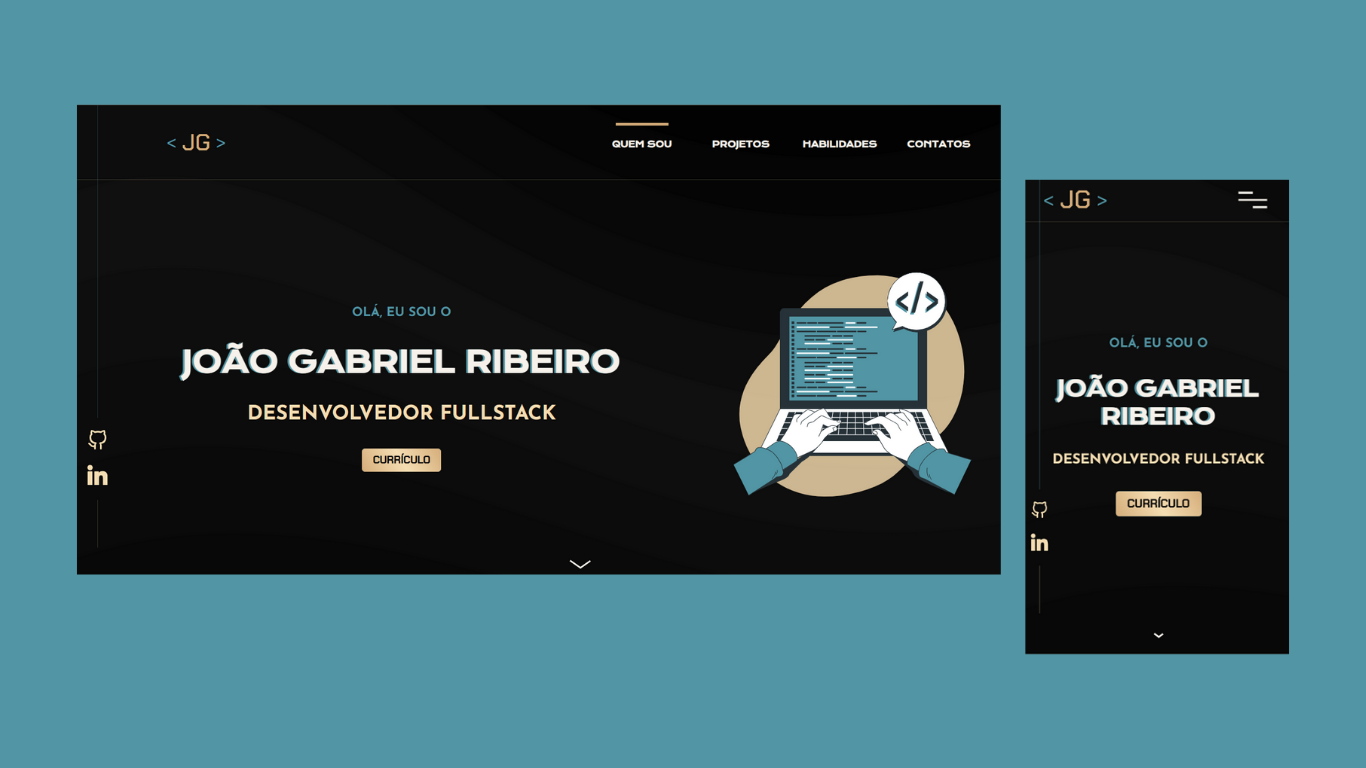 < JG >
QUEM SOU PROJETOS HABILIDADES CONTATOS
OLÁ, EU SOU O
JOÃO GABRIEL RIBEIRO
DESENVOLVEDOR FULLSTACK
CURRÍCULO
in
</>
< JG >
OLÁ, EU SOU O
JOÃO GABRIEL
RIBEIRO
DESENVOLVEDOR FULLSTACK
CURRÍCULO
in